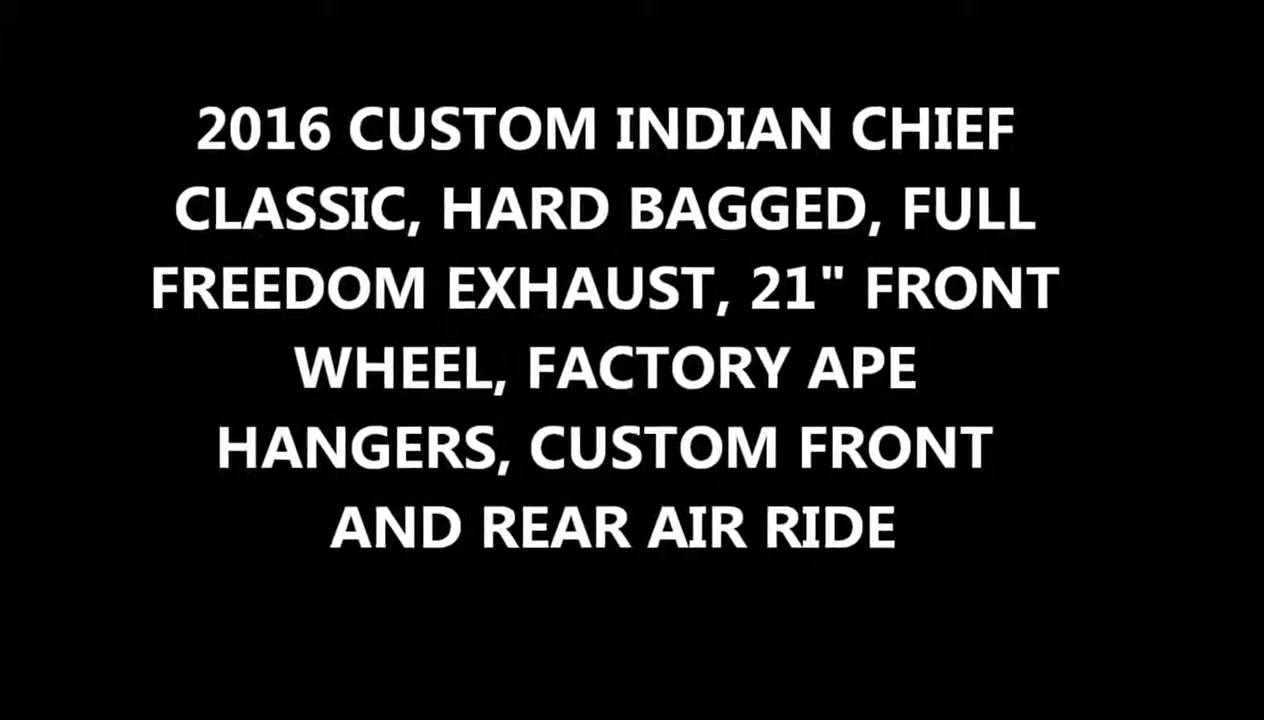 2016 CUSTOM INDIAN CHIEF
CLASSIC, HARD BAGGED, FULL
FREEDOM EXHAUST, 21" FRONT
WHEEL, FACTORY APE
HANGERS, CUSTOM FRONT
AND REAR AIR RIDE